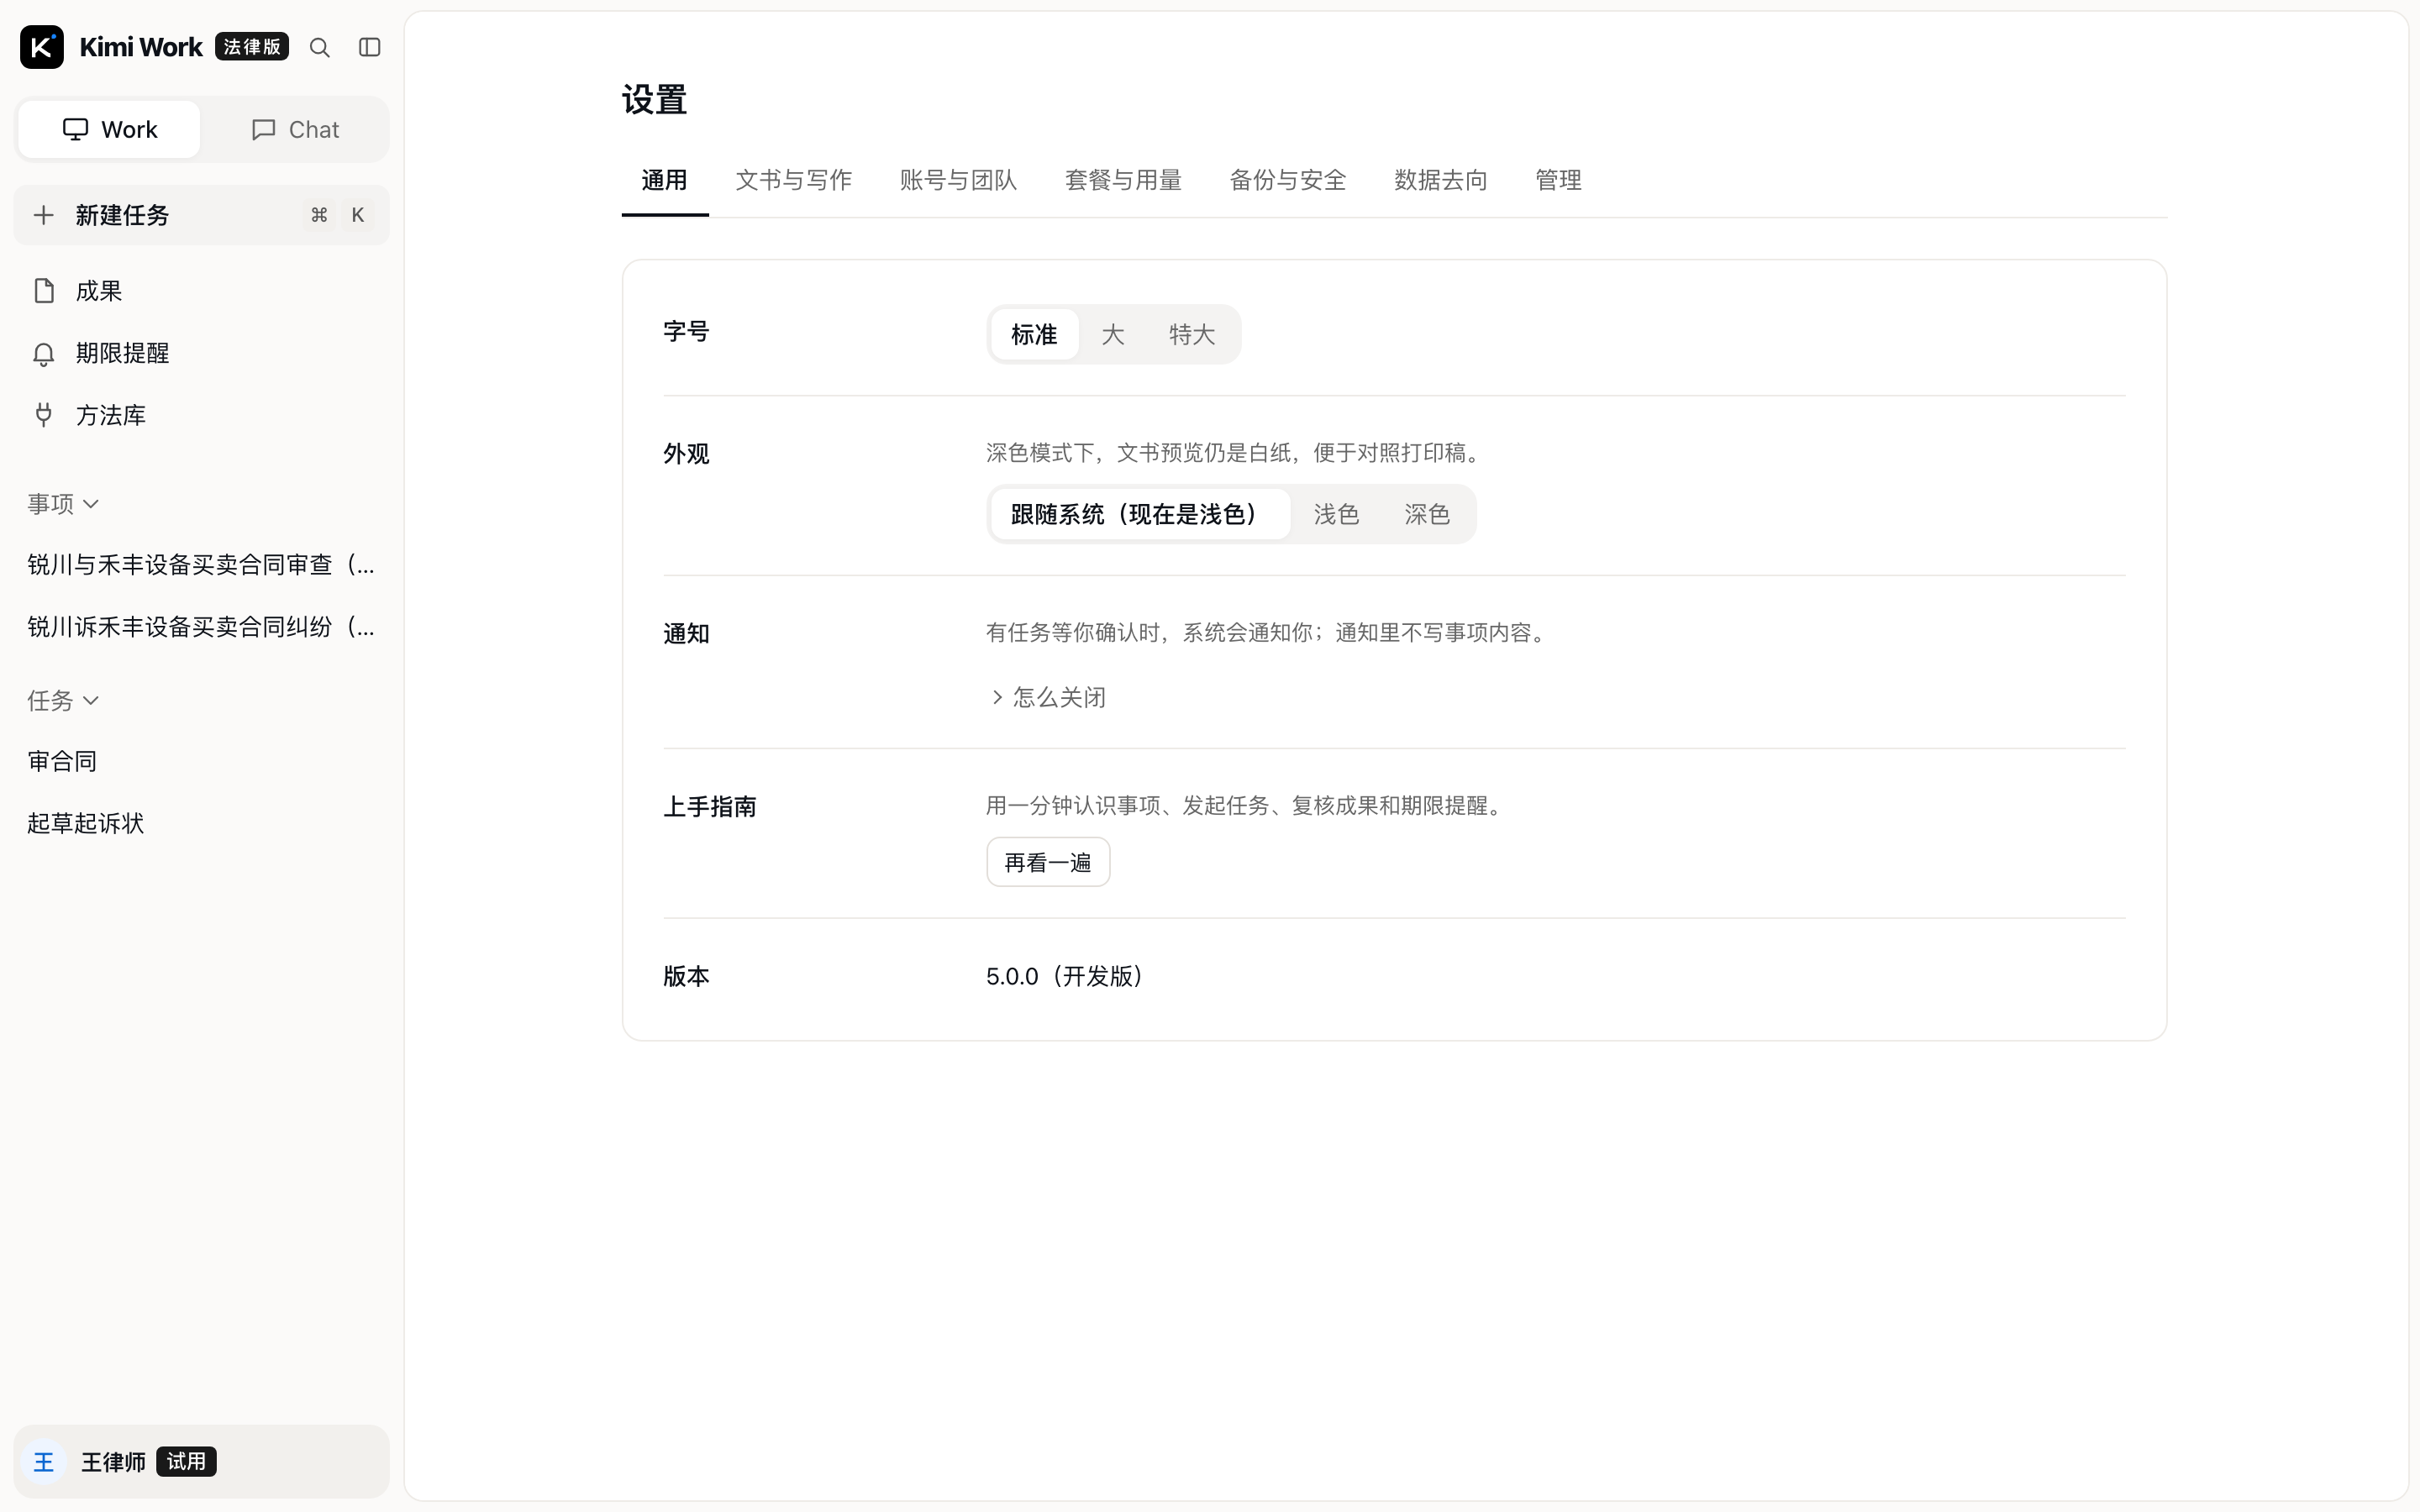 Kimi Work 法律版
Work
Chat
新建任务 ⌘ K
成果
期限提醒
方法库
事项
锐川与禾丰设备买卖合同审查（...
锐川诉禾丰设备买卖合同纠纷（...
任务
审合同
起草起诉状
王 王律师 试用
设置
通用 文书与写作 账号与团队 套餐与用量 备份与安全 数据去向 管理
字号
标准 大 特大
外观
深色模式下，文书预览仍是白纸，便于对照打印稿。
跟随系统（现在是浅色） 浅色 深色
通知
有任务等你确认时，系统会通知你；通知里不写事项内容。
怎么关闭
上手指南
用一分钟认识事项、发起任务、复核成果和期限提醒。
再看一遍
版本
5.0.0（开发版）